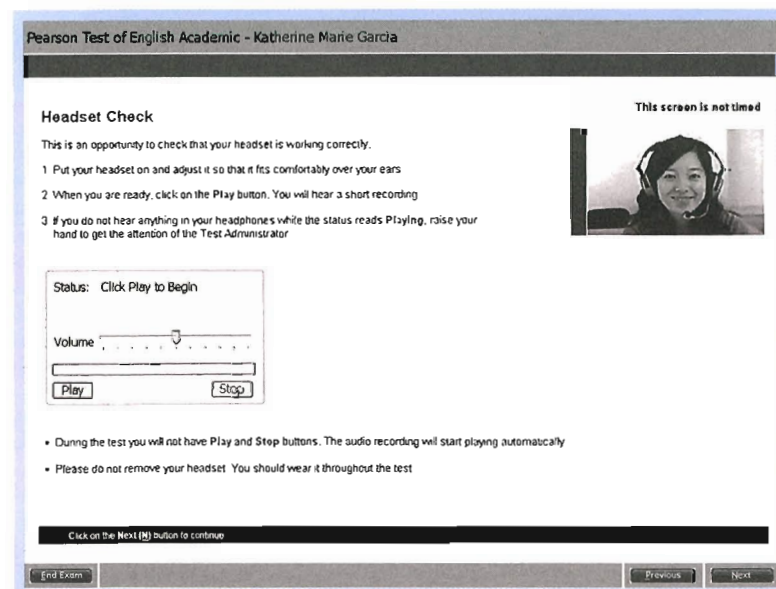 Pearson Test of English Academic - Katherine Marie Garcia
This screen is not timed
Headset Check
This is an opportunity to check that your headset is working correctly.
1 Put your headset on and adjust it so that it fits comfortably over your ears
2 When you are ready, click on the Play button. You will hear a short recording
3 If you do not hear anything in your headphones while the status reads Playing, raise your
hand to get the attention of the Test Administrator
Status: Click Play to Begin
Volume
Play Stop
• During the test you will not have Play and Stop buttons. The audio recording will start playing automatically
• Please do not remove your headset You should wear it throughout the test
Click on the Next (N) button to continue
End Exam Previous Next